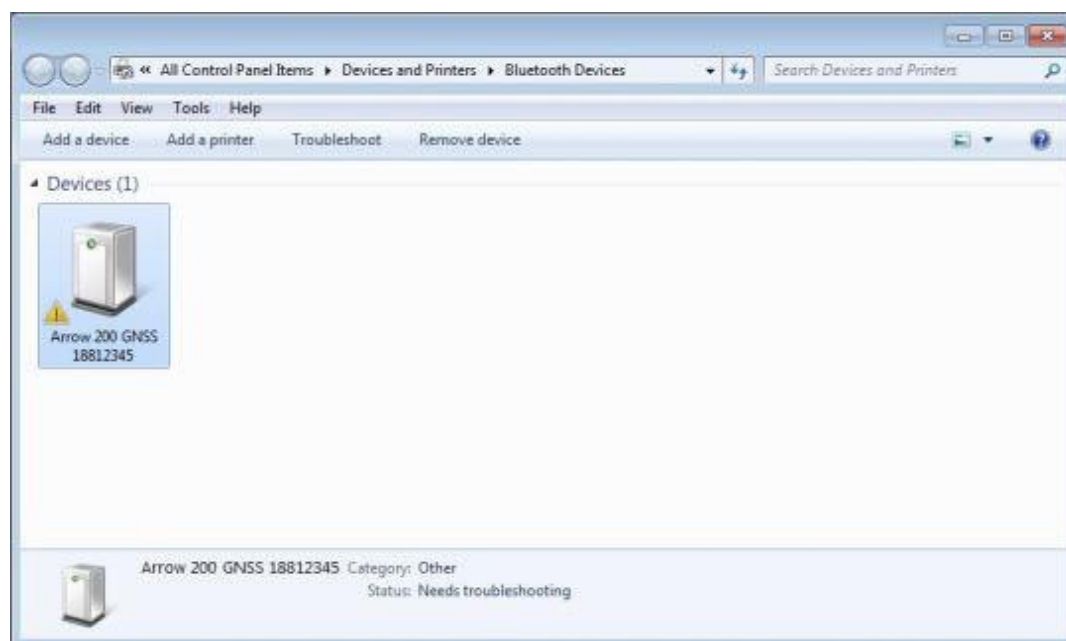 « All Control Panel Items ▸ Devices and Printers ▸ Bluetooth Devices
Search Devices and Printers
File Edit View Tools Help
Add a device Add a printer Troubleshoot Remove device
Devices (1)
Arrow 200 GNSS
18812345
Arrow 200 GNSS 18812345 Category: Other
Status: Needs troubleshooting